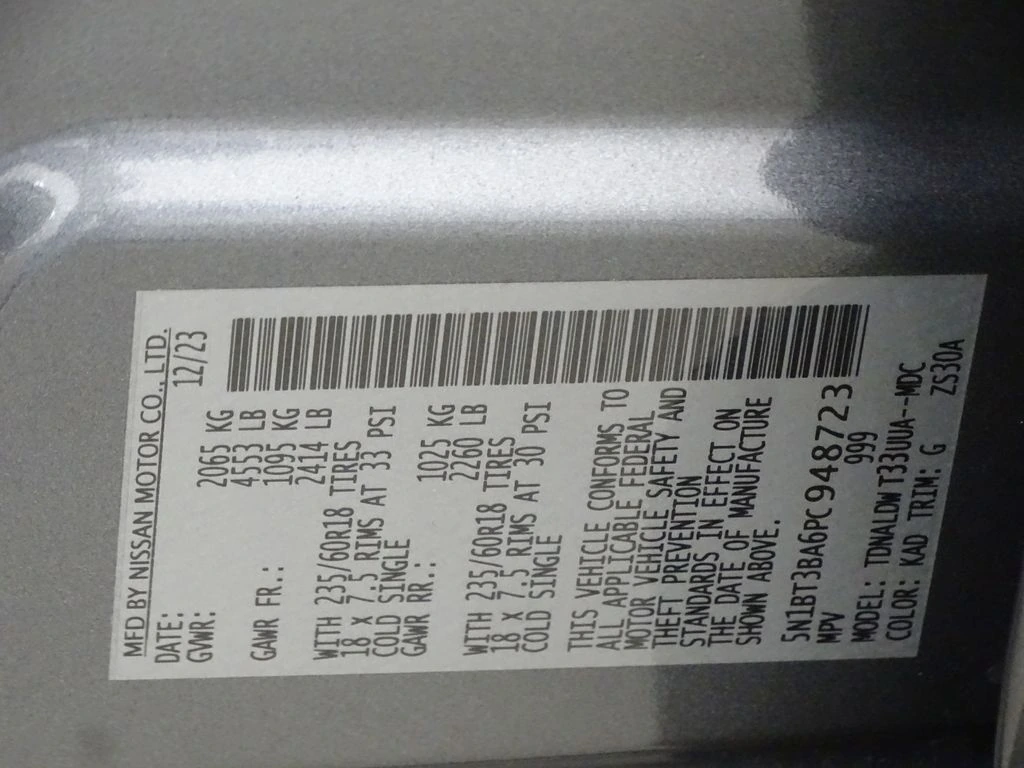 MFD BY NISSAN MOTOR CO., LTD.
DATE: 12/23
GVWR: 2065 KG
4553 LB
GAWR FR.: 1095 KG
2414 LB
WITH 235/60R18 TIRES
18 X 7.5 RIMS AT 33 PSI
COLD SINGLE
GAWR RR.: 1025 KG
2260 LB
WITH 235/60R18 TIRES
18 X 7.5 RIMS AT 30 PSI
COLD SINGLE
THIS VEHICLE CONFORMS TO
ALL APPLICABLE FEDERAL
MOTOR VEHICLE SAFETY AND
THEFT PREVENTION
STANDARDS IN EFFECT ON
THE DATE OF MANUFACTURE
SHOWN ABOVE.
5N1BT3BA6PC948723
MPV 999
MODEL: TDNALDW T33UUA--MDC
COLOR: KAD TRIM: G ZS30A